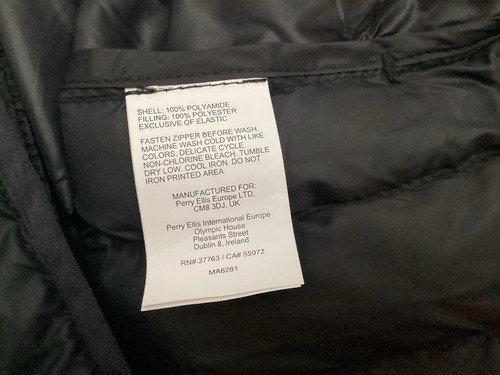 SHELL: 100% POLYAMIDE
FILLING: 100% POLYESTER
EXCLUSIVE OF ELASTIC
FASTEN ZIPPER BEFORE WASH.
MACHINE WASH COLD WITH LIKE
COLORS. DELICATE CYCLE.
NON-CHLORINE BLEACH. TUMBLE
DRY LOW. COOL IRON. DO NOT
IRON PRINTED AREA.
MANUFACTURED FOR:
Perry Ellis Europe LTD,
CM8 3DJ, UK
Perry Ellis International Europe
Olympic House
Pleasants Street
Dublin 8, Ireland
RN# 37763 / CA# 55972
MA6281